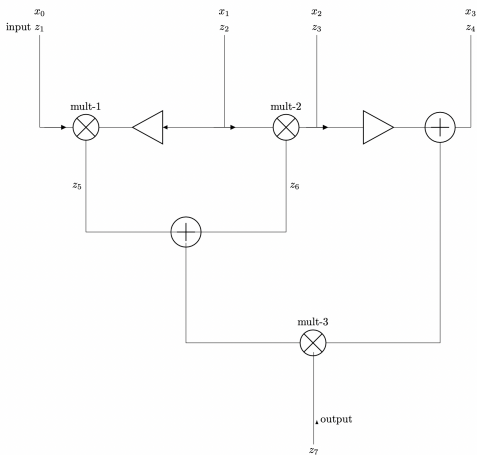 x₀ x₁ x₂ x₃
input z₁ z₂ z₃ z₄
mult-1 mult-2
z₅ z₆
mult-3
output
z₇